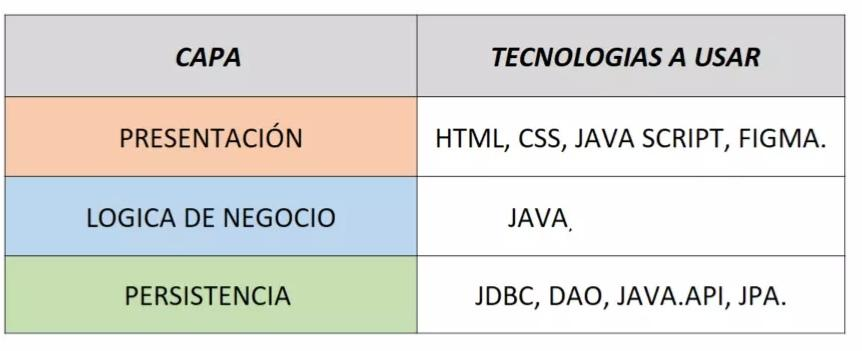 CAPA
TECNOLOGIAS A USAR
PRESENTACIÓN
HTML, CSS, JAVA SCRIPT, FIGMA.
LOGICA DE NEGOCIO
JAVA,
PERSISTENCIA
JDBC, DAO, JAVA.API, JPA.